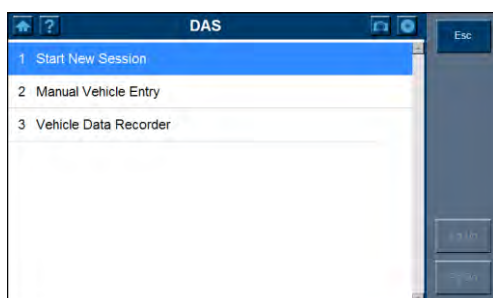 ? DAS
Esc
1 Start New Session
2 Manual Vehicle Entry
3 Vehicle Data Recorder